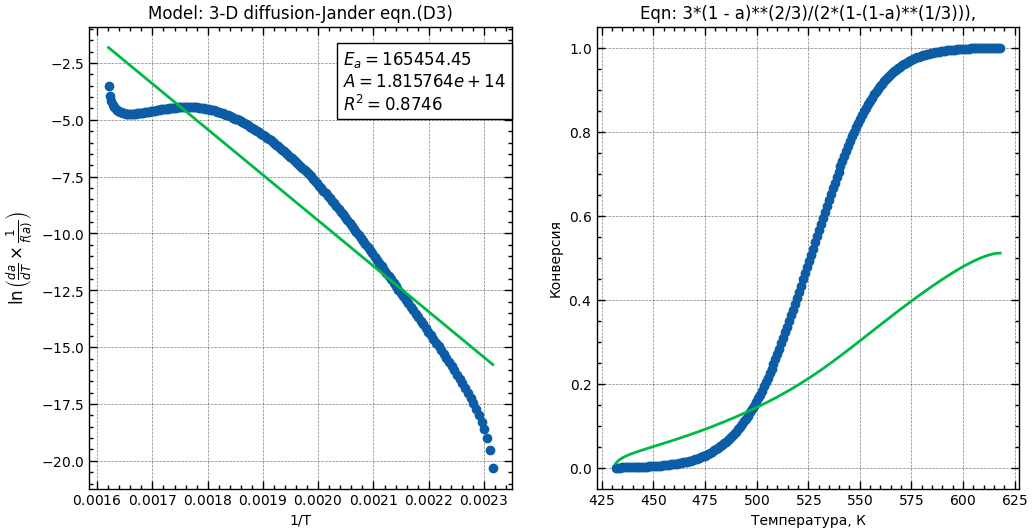 Model: 3-D diffusion-Jander eqn.(D3)
Eqn: 3*(1 - a)**(2/3)/(2*(1-(1-a)**(1/3))),
E_a = 165454.45
A = 1.815764e + 14
R^2 = 0.8746
−2.5
−5.0
−7.5
−10.0
−12.5
−15.0
−17.5
−20.0
ln (da/dT × 1/f(a))
0.0016 0.0017 0.0018 0.0019 0.0020 0.0021 0.0022 0.0023
1/T
1.0
0.8
0.6
0.4
0.2
0.0
Конверсия
425 450 475 500 525 550 575 600 625
Температура, К